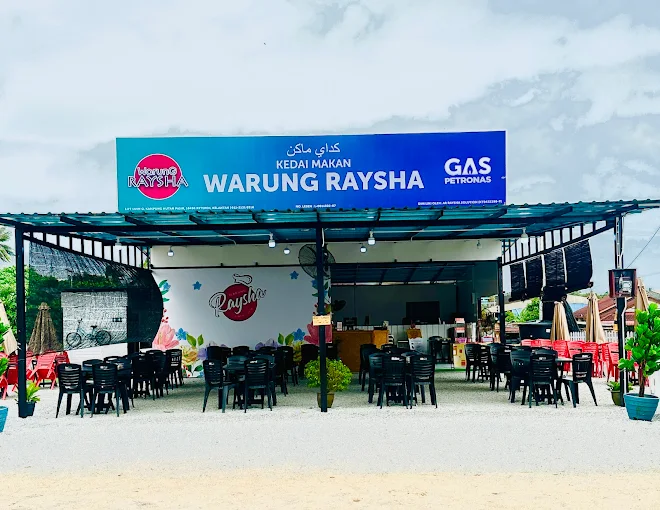 كداي ماكن
KEDAI MAKAN
WARUNG RAYSHA
WarunG
RAYSHA
GAS
PETRONAS
Raysha